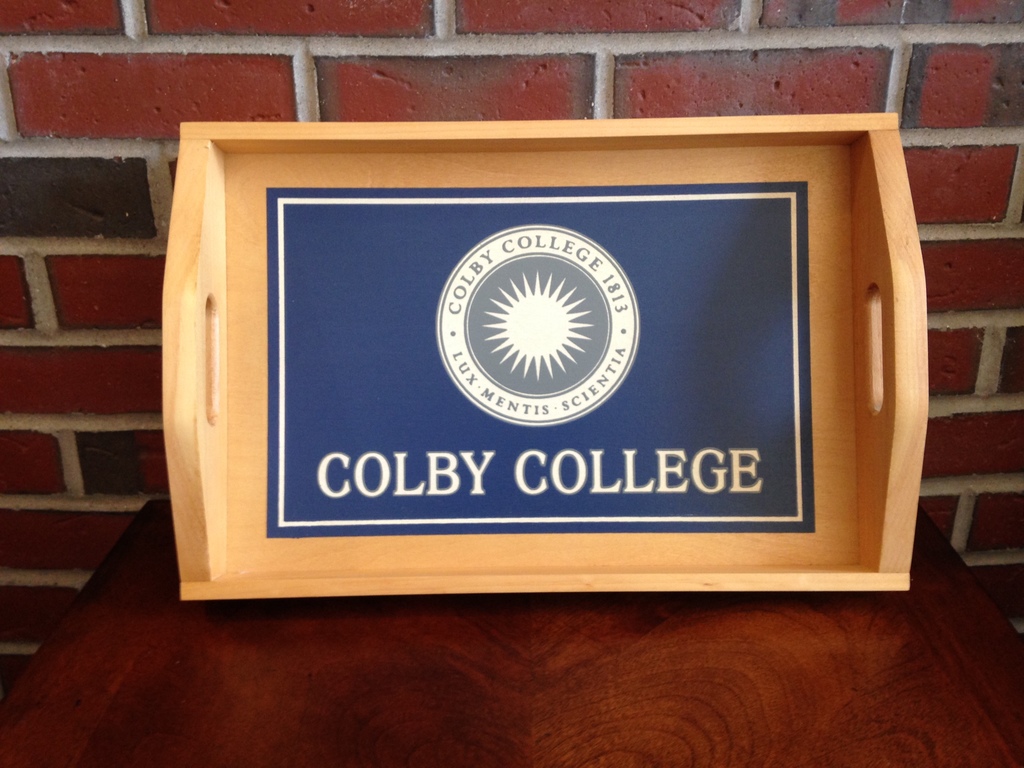 COLBY COLLEGE 1813
· LUX · MENTIS · SCIENTIA ·
COLBY COLLEGE